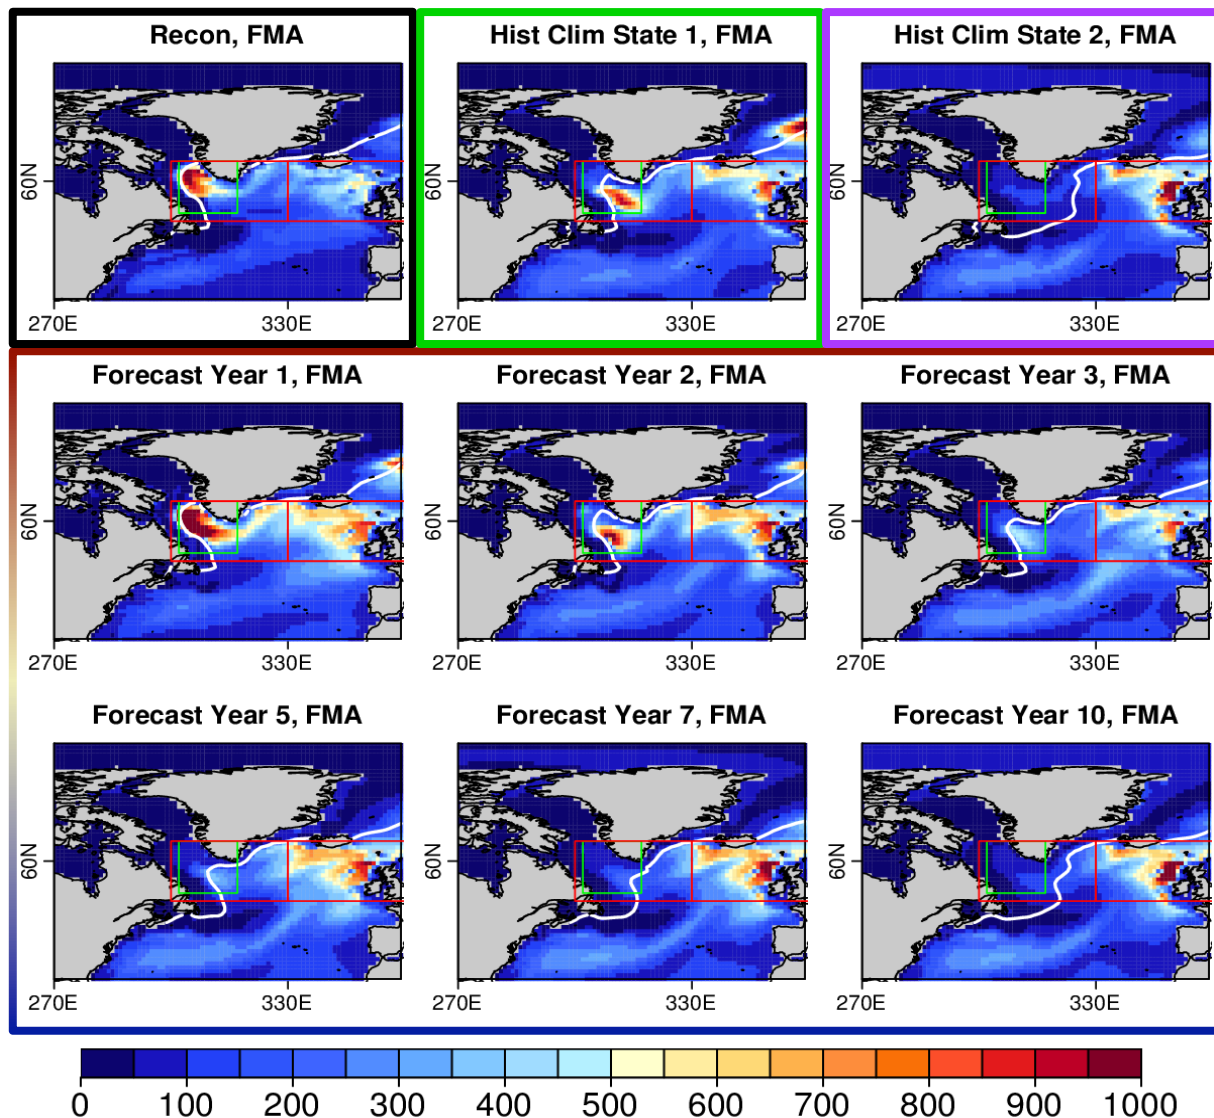 Recon, FMA
Hist Clim State 1, FMA
Hist Clim State 2, FMA
60N
60N
60N
270E 330E
270E 330E
270E 330E
Forecast Year 1, FMA
Forecast Year 2, FMA
Forecast Year 3, FMA
60N
60N
60N
270E 330E
270E 330E
270E 330E
Forecast Year 5, FMA
Forecast Year 7, FMA
Forecast Year 10, FMA
60N
60N
60N
270E 330E
270E 330E
270E 330E
0 100 200 300 400 500 600 700 800 900 1000